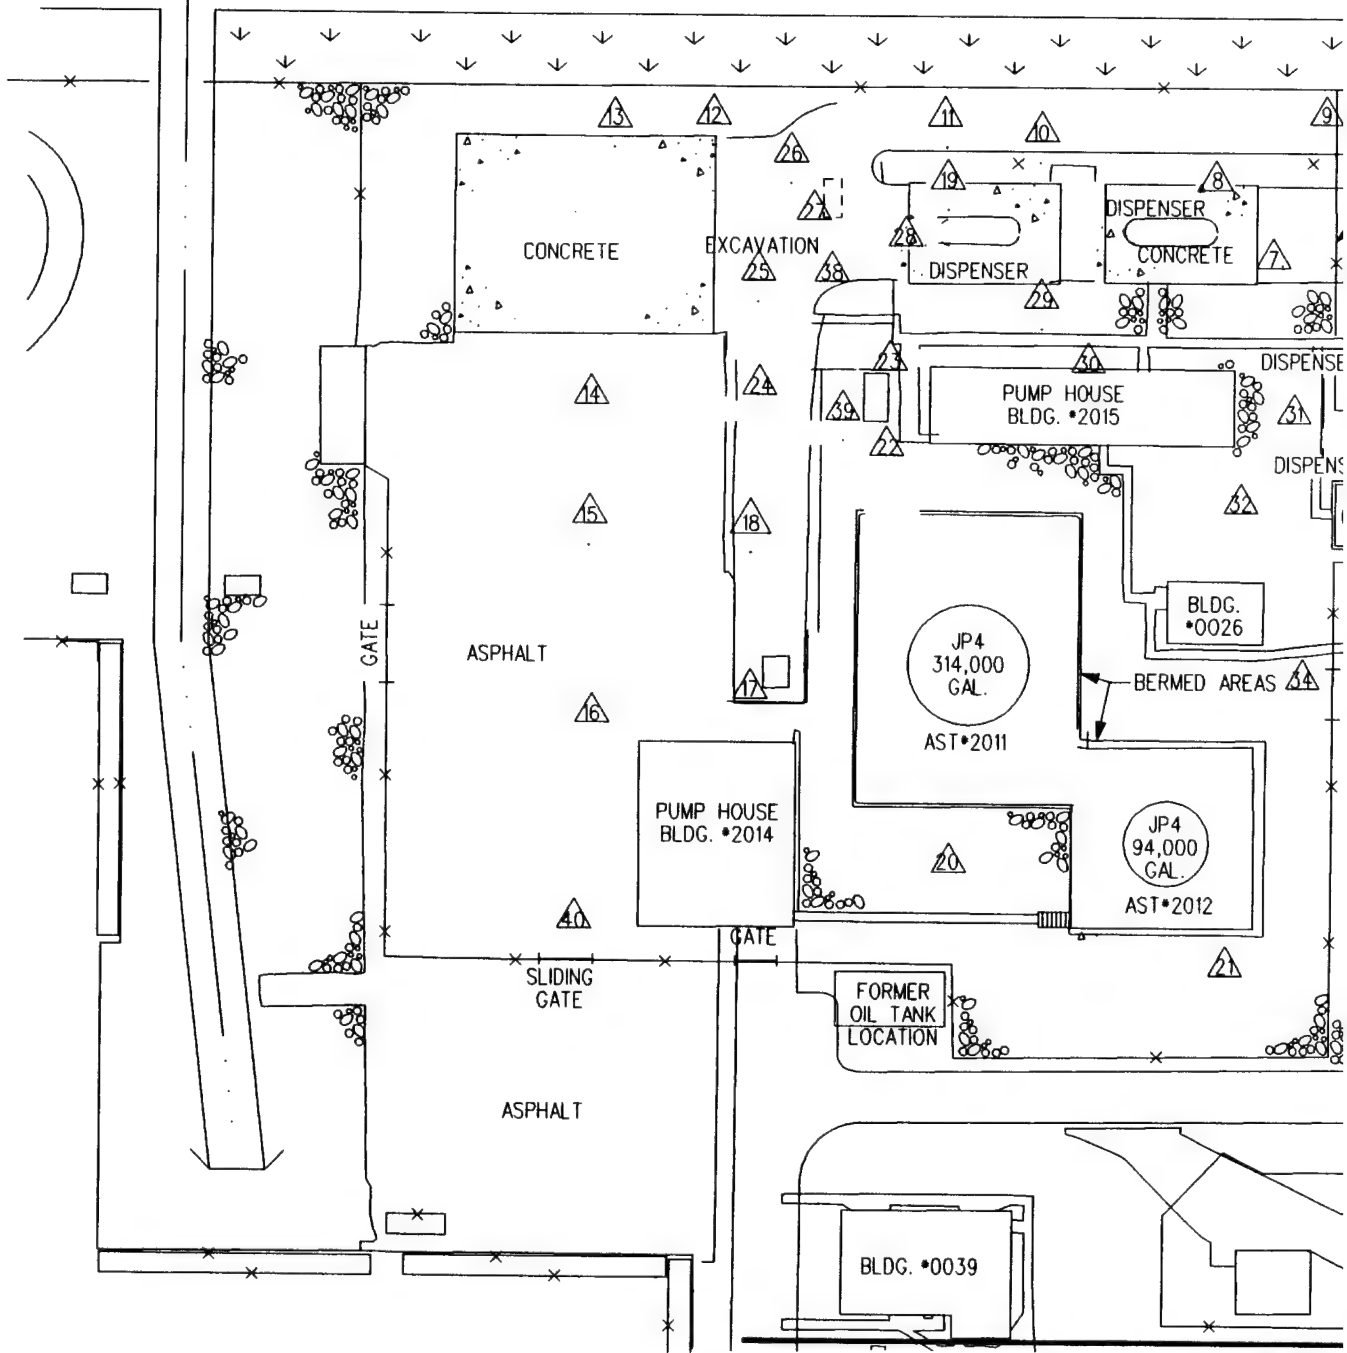 13
12
11
10
9
26
19
8
27
DISPENSER
28
EXCAVATION
CONCRETE
25
38
DISPENSER
CONCRETE
7
29
23
30
DISPENSE
14
24
39
PUMP HOUSE
BLDG. *2015
31
22
DISPENS
15
18
32
BLDG.
*0026
GATE
ASPHALT
JP4
314,000
GAL.
17
BERMED AREAS
34
16
AST*2011
PUMP HOUSE
BLDG. *2014
JP4
94,000
GAL.
20
AST*2012
40
GATE
21
SLIDING
GATE
FORMER
OIL TANK
LOCATION
ASPHALT
BLDG. *0039